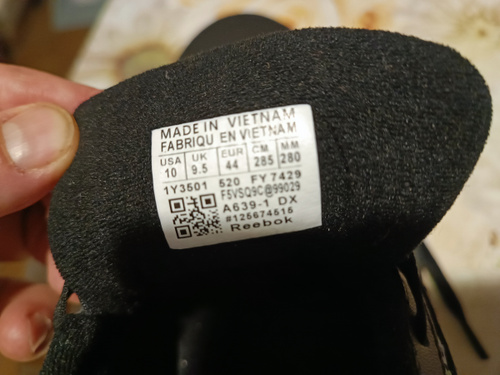 MADE IN VIETNAM
FABRIQU EN VIETNAM
USA UK EUR CM MM
10 9.5 44 285 280
1Y3501 520 FY7429
F5VSQ9C@99029
A639-1 DX
#125674515
Reebok